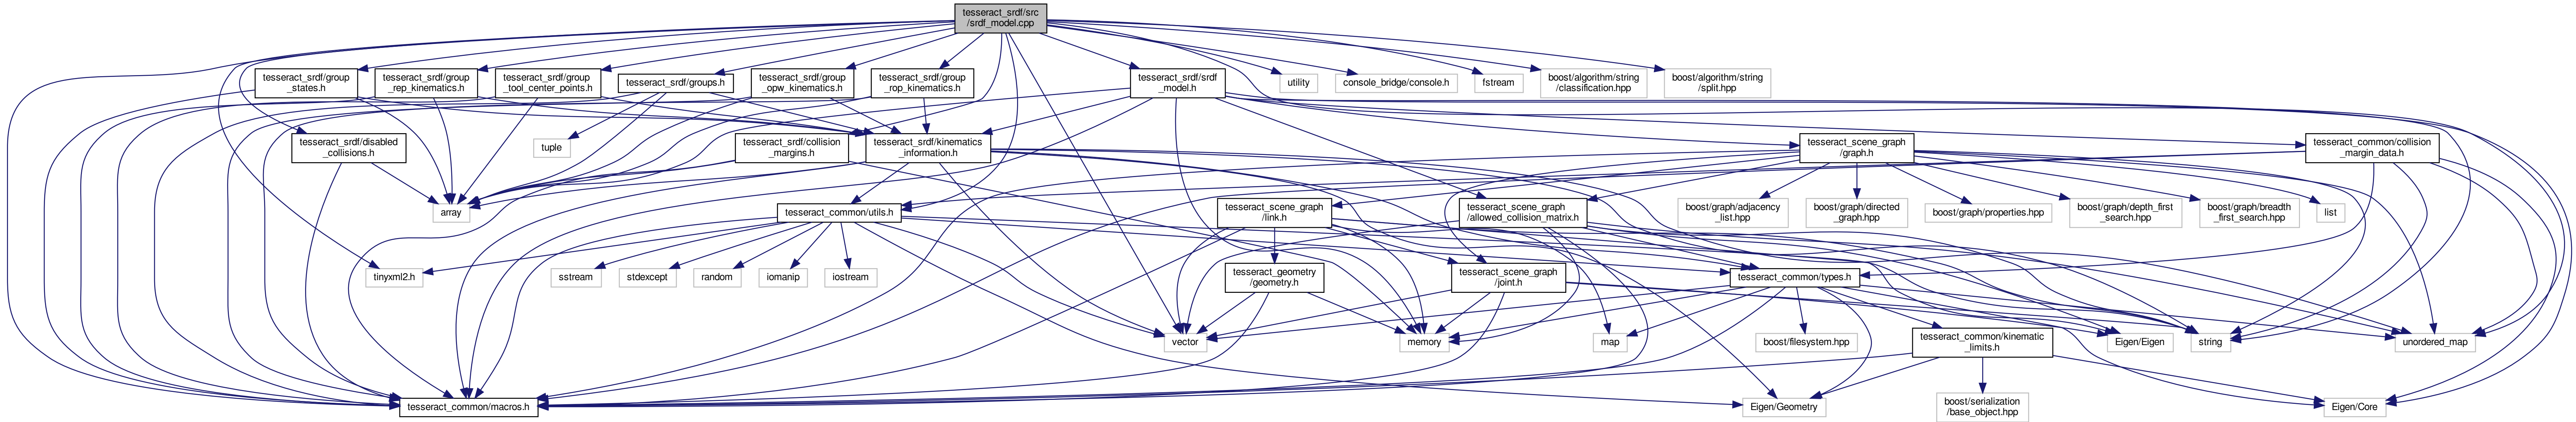 tesseract_srdf/src
/srdf_model.cpp
tesseract_srdf/group
_states.h
tesseract_srdf/group
_rep_kinematics.h
tesseract_srdf/group
_tool_center_points.h
tesseract_srdf/groups.h
tesseract_srdf/group
_opw_kinematics.h
tesseract_srdf/group
_rop_kinematics.h
tesseract_srdf/srdf
_model.h
utility
console_bridge/console.h
fstream
boost/algorithm/string
/classification.hpp
boost/algorithm/string
/split.hpp
tesseract_srdf/disabled
_collisions.h
tuple
tesseract_srdf/collision
_margins.h
tesseract_srdf/kinematics
_information.h
tesseract_scene_graph
/graph.h
tesseract_common/collision
_margin_data.h
array
tesseract_common/utils.h
tesseract_scene_graph
/link.h
tesseract_scene_graph
/allowed_collision_matrix.h
boost/graph/adjacency
_list.hpp
boost/graph/directed
_graph.hpp
boost/graph/properties.hpp
boost/graph/depth_first
_search.hpp
boost/graph/breadth
_first_search.hpp
list
tinyxml2.h
sstream
stdexcept
random
iomanip
iostream
tesseract_geometry
/geometry.h
tesseract_scene_graph
/joint.h
tesseract_common/types.h
vector
memory
map
boost/filesystem.hpp
tesseract_common/kinematic
_limits.h
Eigen/Eigen
string
unordered_map
tesseract_common/macros.h
Eigen/Geometry
boost/serialization
/base_object.hpp
Eigen/Core